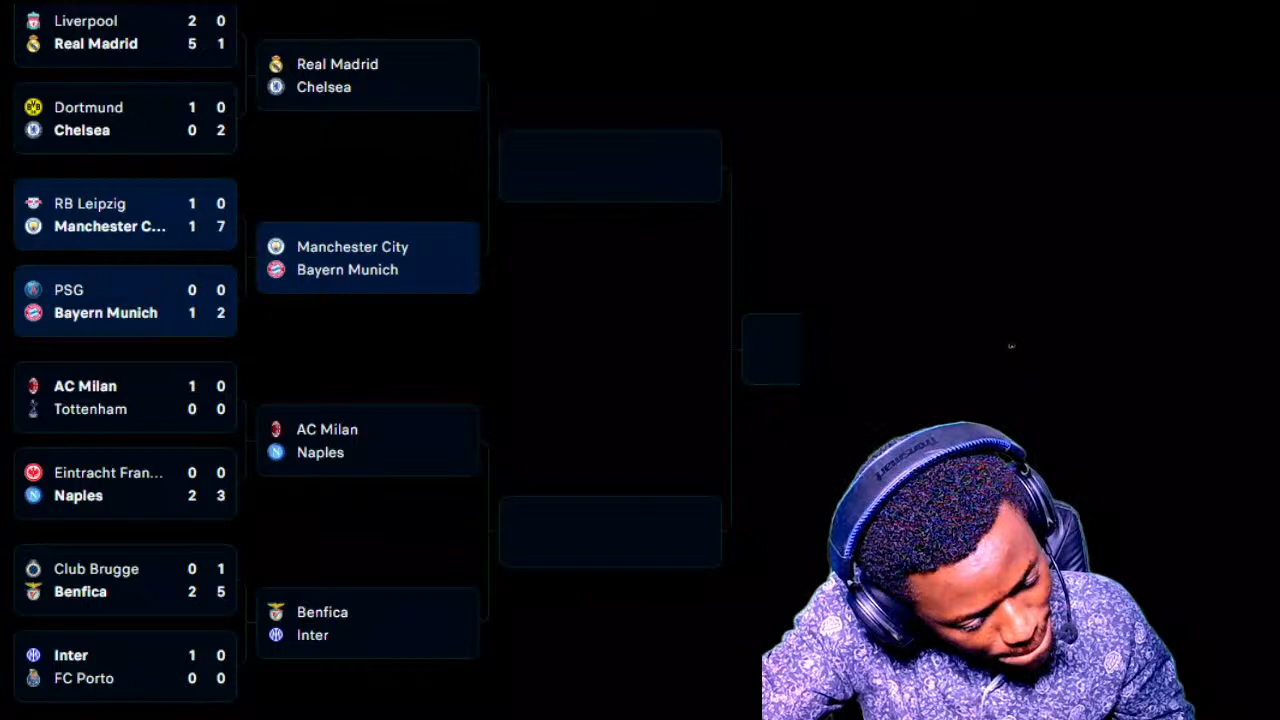 Liverpool 2 0
Real Madrid 5 1
Dortmund 1 0
Chelsea 0 2
RB Leipzig 1 0
Manchester C... 1 7
PSG 0 0
Bayern Munich 1 2
AC Milan 1 0
Tottenham 0 0
Eintracht Fran... 0 0
Naples 2 3
Club Brugge 0 1
Benfica 2 5
Inter 1 0
FC Porto 0 0
Real Madrid
Chelsea
Manchester City
Bayern Munich
AC Milan
Naples
Benfica
Inter